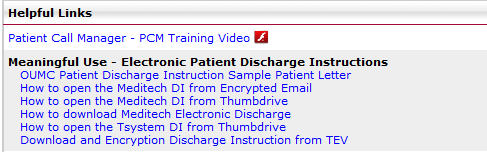 Helpful Links
Patient Call Manager - PCM Training Video
Meaningful Use - Electronic Patient Discharge Instructions
OUMC Patient Discharge Instruction Sample Patient Letter
How to open the Meditech DI from Encrypted Email
How to open the Meditech DI from Thumbdrive
How to download Meditech Electronic Discharge
How to open the Tsystem DI from Thumbdrive
Download and Encryption Discharge Instruction from TEV